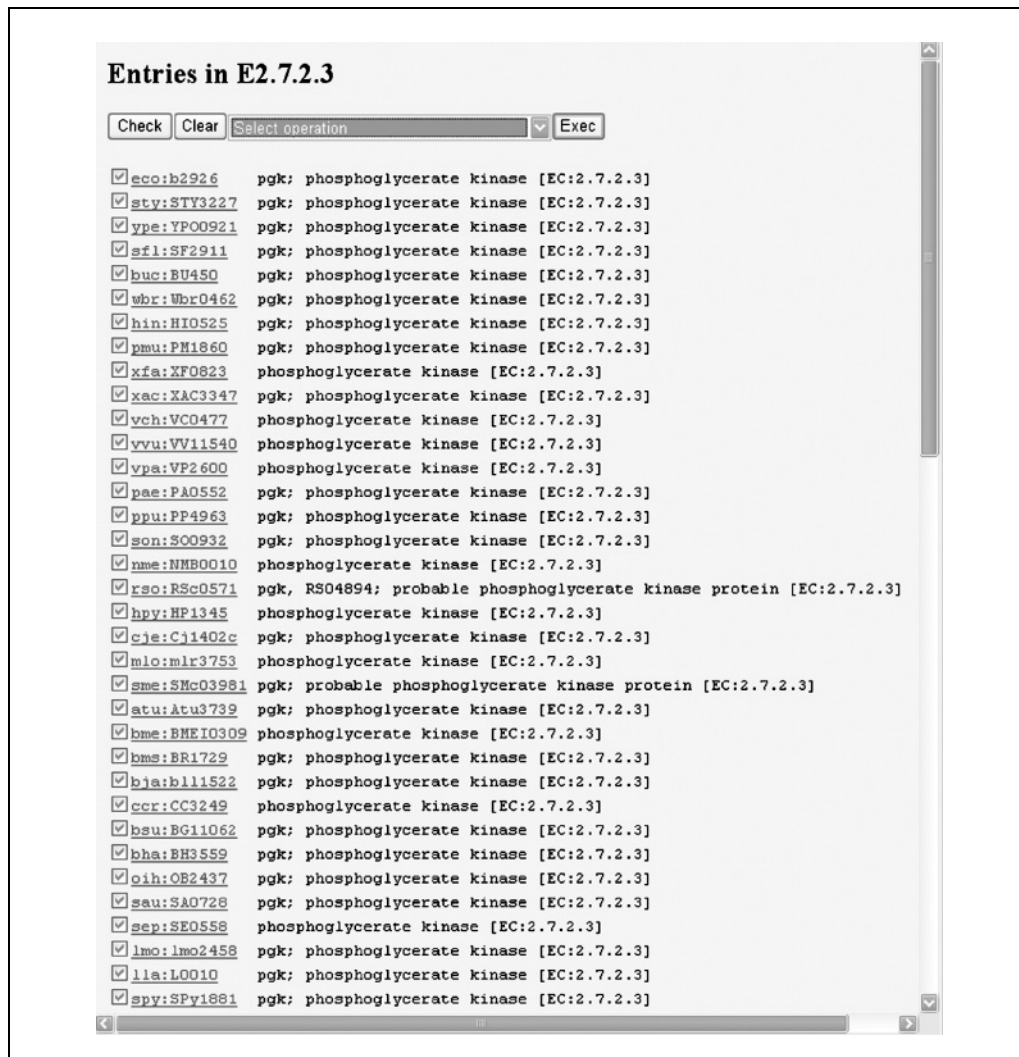 Entries in E2.7.2.3
Check Clear Select operation Exec
eco:b2926 pgk; phosphoglycerate kinase [EC:2.7.2.3]
sty:STY3227 pgk; phosphoglycerate kinase [EC:2.7.2.3]
ype:YPO0921 pgk; phosphoglycerate kinase [EC:2.7.2.3]
sfl:SF2911 pgk; phosphoglycerate kinase [EC:2.7.2.3]
buc:BU450 pgk; phosphoglycerate kinase [EC:2.7.2.3]
wbr:Wbr0462 pgk; phosphoglycerate kinase [EC:2.7.2.3]
hin:HI0525 pgk; phosphoglycerate kinase [EC:2.7.2.3]
pmu:PM1860 pgk; phosphoglycerate kinase [EC:2.7.2.3]
xfa:XF0823 phosphoglycerate kinase [EC:2.7.2.3]
xac:XAC3347 pgk; phosphoglycerate kinase [EC:2.7.2.3]
vch:VC0477 phosphoglycerate kinase [EC:2.7.2.3]
vvu:VV11540 phosphoglycerate kinase [EC:2.7.2.3]
vpa:VP2600 phosphoglycerate kinase [EC:2.7.2.3]
pae:PA0552 pgk; phosphoglycerate kinase [EC:2.7.2.3]
ppu:PP4963 pgk; phosphoglycerate kinase [EC:2.7.2.3]
son:SO0932 pgk; phosphoglycerate kinase [EC:2.7.2.3]
nme:NMB0010 phosphoglycerate kinase [EC:2.7.2.3]
rso:RSc0571 pgk, RS04894; probable phosphoglycerate kinase protein [EC:2.7.2.3]
hpy:HP1345 phosphoglycerate kinase [EC:2.7.2.3]
cje:Cj1402c pgk; phosphoglycerate kinase [EC:2.7.2.3]
mlo:mlr3753 phosphoglycerate kinase [EC:2.7.2.3]
sme:SMc03981 pgk; probable phosphoglycerate kinase protein [EC:2.7.2.3]
atu:Atu3739 pgk; phosphoglycerate kinase [EC:2.7.2.3]
bme:BMEI0309 phosphoglycerate kinase [EC:2.7.2.3]
bms:BR1729 pgk; phosphoglycerate kinase [EC:2.7.2.3]
bja:bll1522 pgk; phosphoglycerate kinase [EC:2.7.2.3]
ccr:CC3249 phosphoglycerate kinase [EC:2.7.2.3]
bsu:BG11062 pgk; phosphoglycerate kinase [EC:2.7.2.3]
bha:BH3559 pgk; phosphoglycerate kinase [EC:2.7.2.3]
oih:OB2437 pgk; phosphoglycerate kinase [EC:2.7.2.3]
sau:SA0728 pgk; phosphoglycerate kinase [EC:2.7.2.3]
sep:SE0558 phosphoglycerate kinase [EC:2.7.2.3]
lmo:lmo2458 pgk; phosphoglycerate kinase [EC:2.7.2.3]
lla:L0010 pgk; phosphoglycerate kinase [EC:2.7.2.3]
spy:SPy1881 pgk; phosphoglycerate kinase [EC:2.7.2.3]